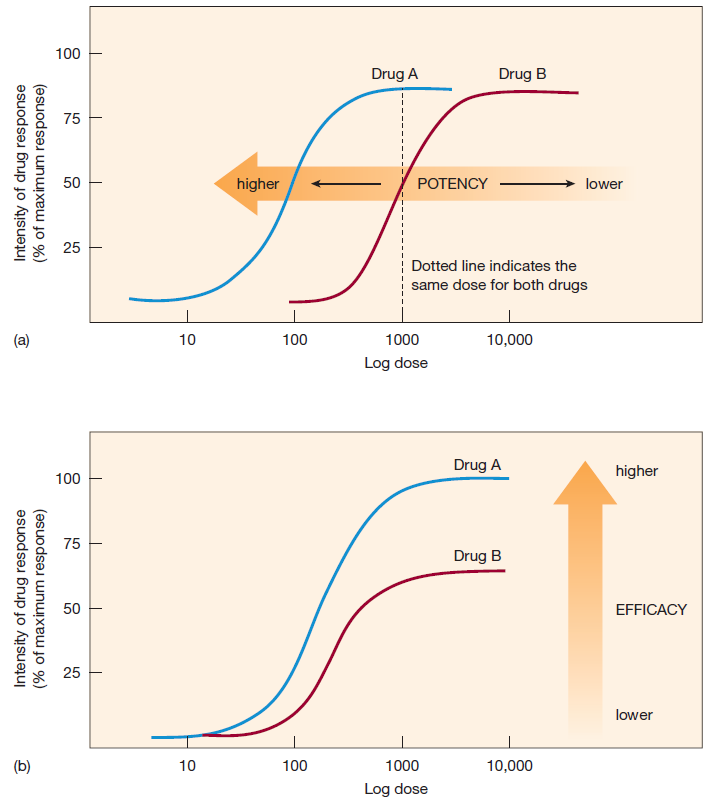 Intensity of drug response
(% of maximum response)
100
75
50
25
Drug A
Drug B
higher
POTENCY
lower
Dotted line indicates the
same dose for both drugs
(a)
10
100
1000
10,000
Log dose
Intensity of drug response
(% of maximum response)
100
75
50
25
Drug A
Drug B
higher
EFFICACY
lower
(b)
10
100
1000
10,000
Log dose